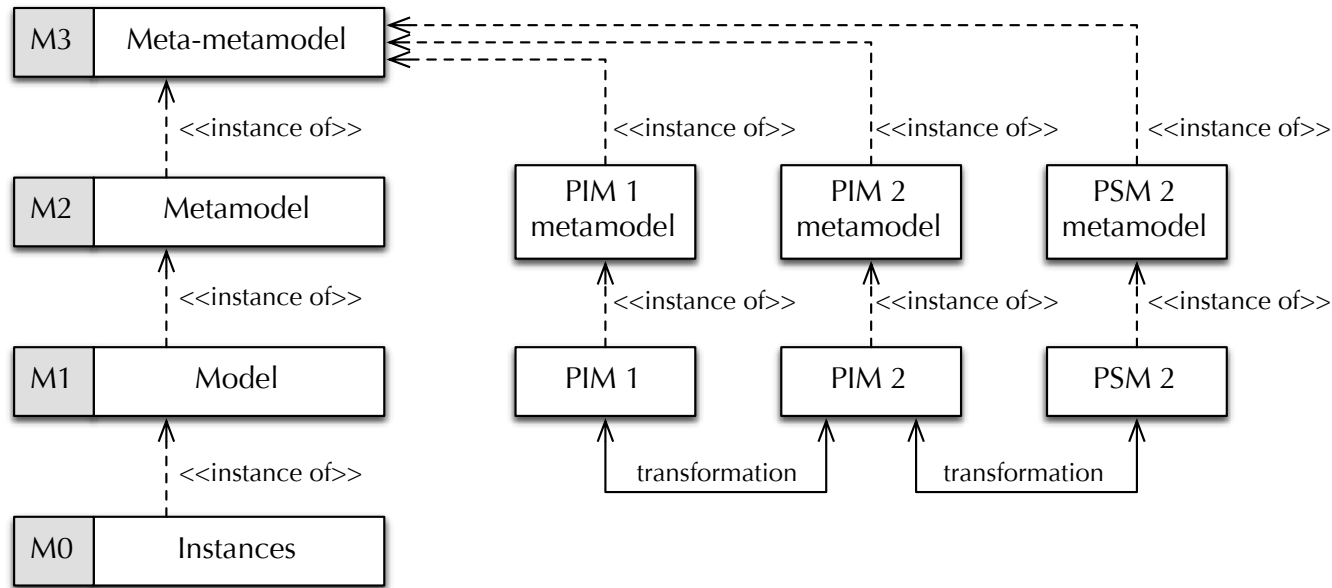 M3 Meta-metamodel
<<instance of>>
<<instance of>> <<instance of>> <<instance of>>
M2 Metamodel
PIM 1
metamodel
PIM 2
metamodel
PSM 2
metamodel
<<instance of>>
<<instance of>> <<instance of>> <<instance of>>
M1 Model
PIM 1
PIM 2
PSM 2
<<instance of>>
transformation
transformation
M0 Instances